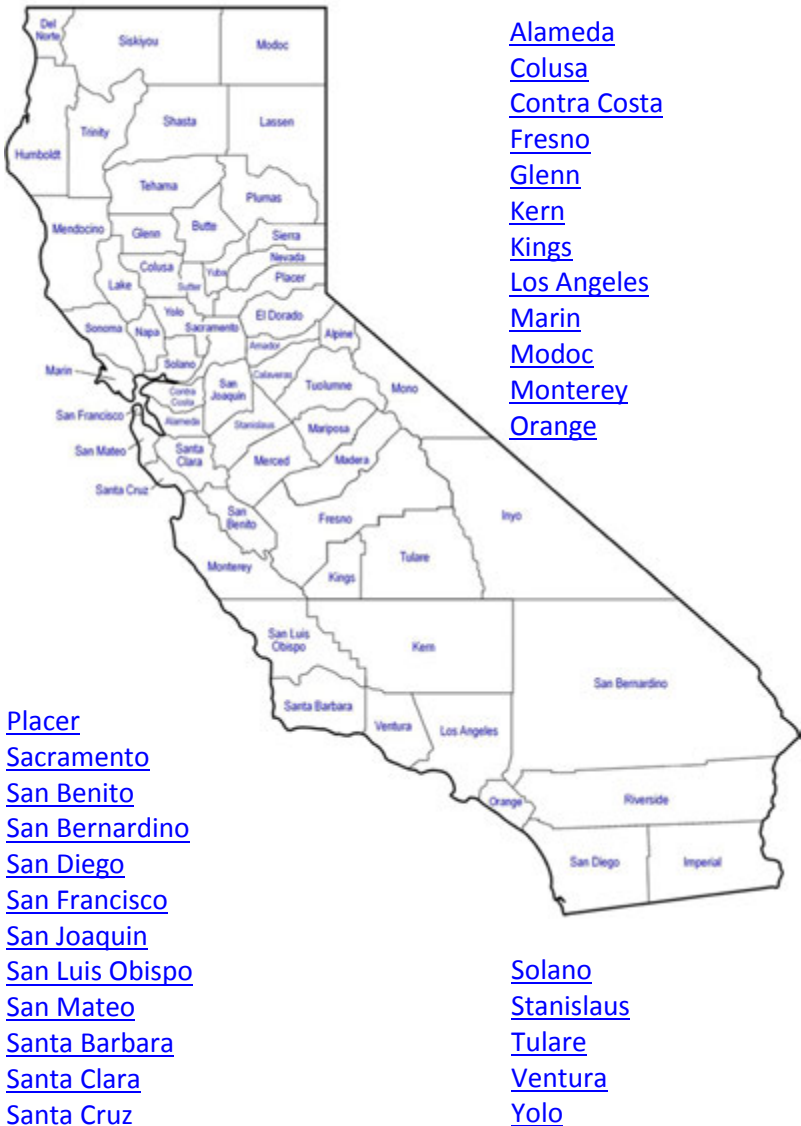 Alameda
Colusa
Contra Costa
Fresno
Glenn
Kern
Kings
Los Angeles
Marin
Modoc
Monterey
Orange
Del
Norte
Siskiyou
Modoc
Trinity
Shasta
Lassen
Humboldt
Tehama
Plumas
Mendocino
Glenn
Butte
Sierra
Colusa
Nevada
Lake
Sutter
Yuba
Placer
Yolo
El Dorado
Sonoma
Napa
Sacramento
Alpine
Amador
Solano
Marin
Calaveras
Contra
Costa
San
Joaquin
Tuolumne
Mono
San Francisco
Alameda
Stanislaus
Mariposa
San Mateo
Santa
Clara
Merced
Madera
Santa Cruz
San
Benito
Fresno
Inyo
Monterey
Kings
Tulare
San Luis
Obispo
Kern
San Bernardino
Santa Barbara
Ventura
Los Angeles
Orange
Riverside
San Diego
Imperial
Placer
Sacramento
San Benito
San Bernardino
San Diego
San Francisco
San Joaquin
San Luis Obispo
San Mateo
Santa Barbara
Santa Clara
Santa Cruz
Solano
Stanislaus
Tulare
Ventura
Yolo